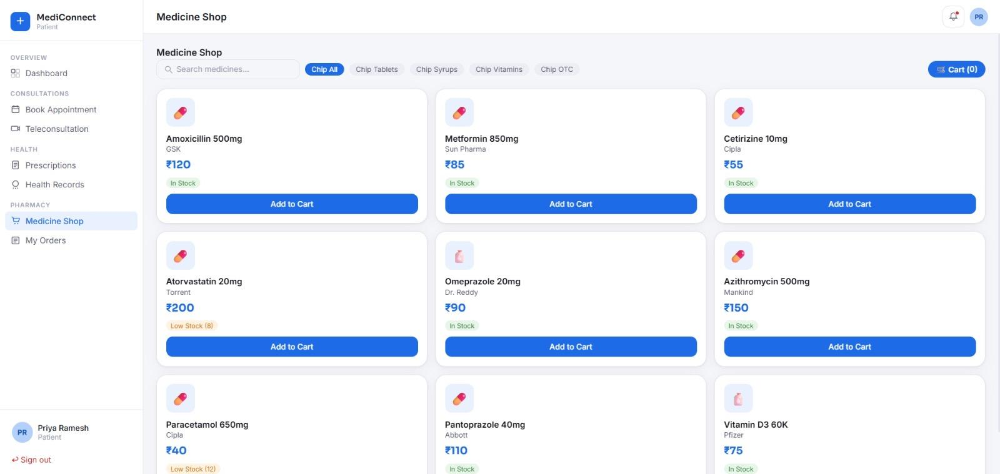 MediConnect
Patient
OVERVIEW
Dashboard
CONSULTATIONS
Book Appointment
Teleconsultation
HEALTH
Prescriptions
Health Records
PHARMACY
Medicine Shop
My Orders
PR
Priya Ramesh
Patient
Sign out
Medicine Shop
PR
Medicine Shop
Search medicines...
Chip All
Chip Tablets
Chip Syrups
Chip Vitamins
Chip OTC
Cart (0)
Amoxicillin 500mg
GSK
₹120
In Stock
Add to Cart
Metformin 850mg
Sun Pharma
₹85
In Stock
Add to Cart
Cetirizine 10mg
Cipla
₹55
In Stock
Add to Cart
Atorvastatin 20mg
Torrent
₹200
Low Stock (8)
Add to Cart
Omeprazole 20mg
Dr. Reddy
₹90
In Stock
Add to Cart
Azithromycin 500mg
Mankind
₹150
In Stock
Add to Cart
Paracetamol 650mg
Cipla
₹40
Low Stock (12)
Pantoprazole 40mg
Abbott
₹110
In Stock
Vitamin D3 60K
Pfizer
₹75
In Stock